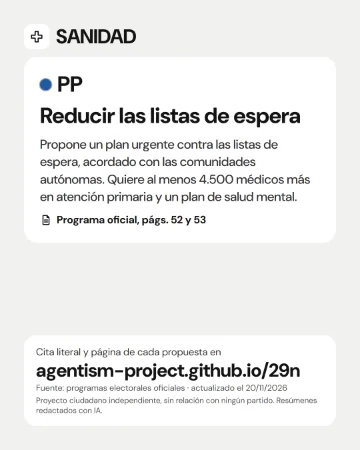 SANIDAD
PP
Reducir las listas de espera
Propone un plan urgente contra las listas de
espera, acordado con las comunidades
autónomas. Quiere al menos 4.500 médicos más
en atención primaria y un plan de salud mental.
Programa oficial, págs. 52 y 53
Cita literal y página de cada propuesta en
agentism-project.github.io/29n
Fuente: programas electorales oficiales · actualizado el 20/11/2026
Proyecto ciudadano independiente, sin relación con ningún partido. Resúmenes
redactados con IA.